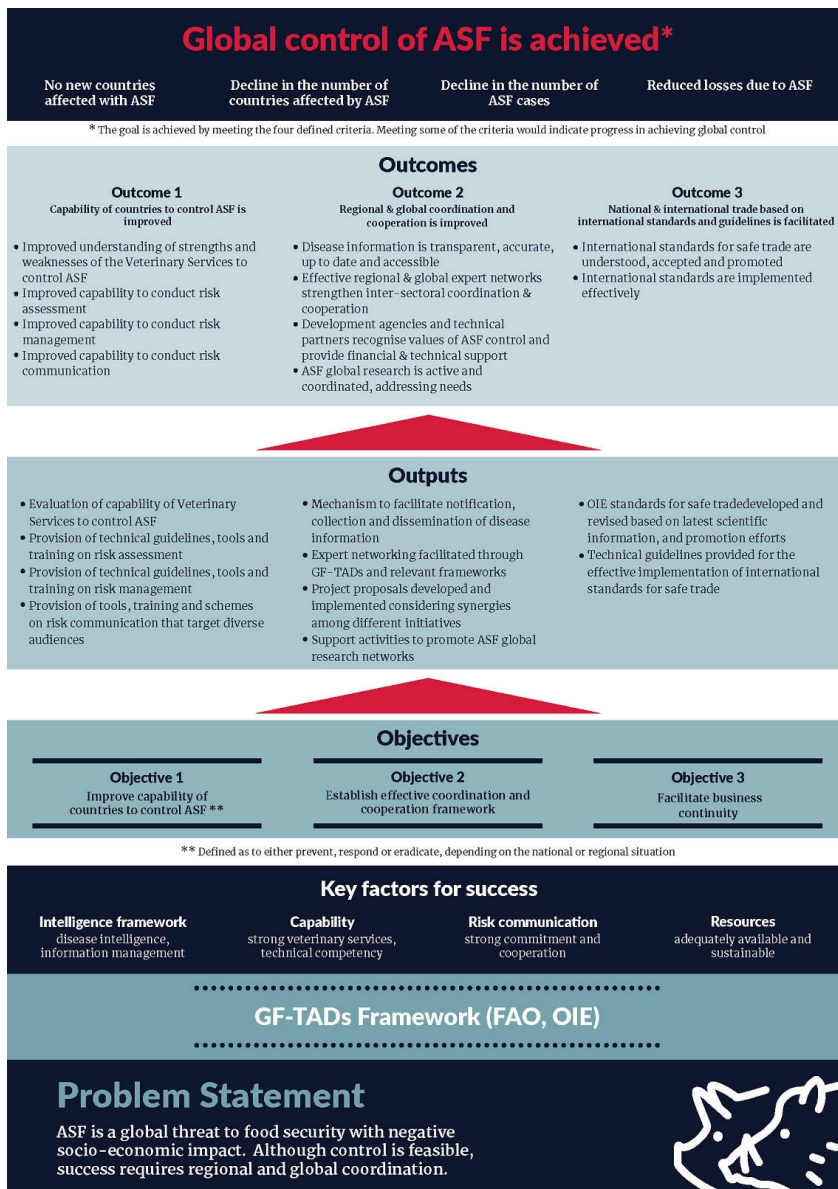 Global control of ASF is achieved*
No new countries
affected with ASF
Decline in the number of
countries affected by ASF
Decline in the number of
ASF cases
Reduced losses due to ASF
* The goal is achieved by meeting the four defined criteria. Meeting some of the criteria would indicate progress in achieving global control
Outcomes
Outcome 1
Capability of countries to control ASF is
improved
• Improved understanding of strengths and
weaknesses of the Veterinary Services to
control ASF
• Improved capability to conduct risk
assessment
• Improved capability to conduct risk
management
• Improved capability to conduct risk
communication
Outcome 2
Regional & global coordination and
cooperation is improved
• Disease information is transparent, accurate,
up to date and accessible
• Effective regional & global expert networks
strengthen inter-sectoral coordination &
cooperation
• Development agencies and technical
partners recognise values of ASF control and
provide financial & technical support
• ASF global research is active and
coordinated, addressing needs
Outcome 3
National & international trade based on
international standards and guidelines is facilitated
• International standards for safe trade are
understood, accepted and promoted
• International standards are implemented
effectively
Outputs
• Evaluation of capability of Veterinary
Services to control ASF
• Provision of technical guidelines, tools and
training on risk assessment
• Provision of technical guidelines, tools and
training on risk management
• Provision of tools, training and schemes
on risk communication that target diverse
audiences
• Mechanism to facilitate notification,
collection and dissemination of disease
information
• Expert networking facilitated through
GF-TADs and relevant frameworks
• Project proposals developed and
implemented considering synergies
among different initiatives
• Support activities to promote ASF global
research networks
• OIE standards for safe tradedeveloped and
revised based on latest scientific
information, and promotion efforts
• Technical guidelines provided for the
effective implementation of international
standards for safe trade
Objectives
Objective 1
Improve capability of
countries to control ASF **
Objective 2
Establish effective coordination and
cooperation framework
Objective 3
Facilitate business
continuity
** Defined as to either prevent, respond or eradicate, depending on the national or regional situation
Key factors for success
Intelligence framework
disease intelligence,
information management
Capability
strong veterinary services,
technical competency
Risk communication
strong commitment and
cooperation
Resources
adequately available and
sustainable
GF-TADs Framework (FAO, OIE)
Problem Statement
ASF is a global threat to food security with negative
socio-economic impact. Although control is feasible,
success requires regional and global coordination.